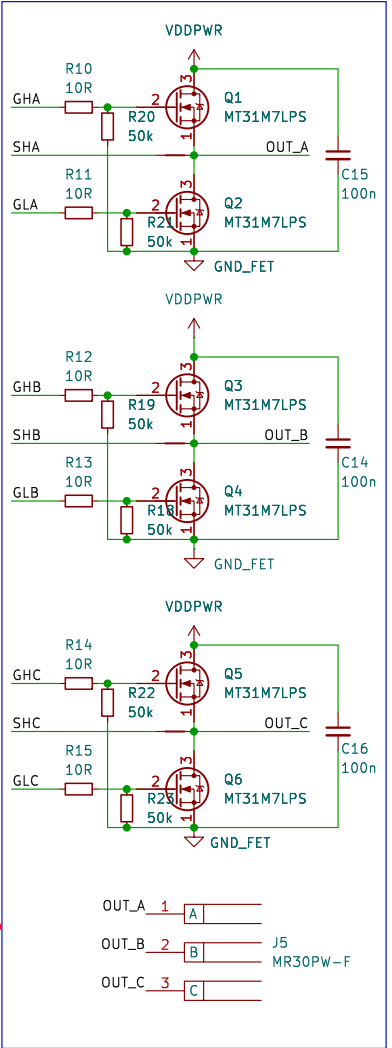 VDDPWR
R10
10R
3
GHA
2
Q1
MT31M7LPS
R20
50k
1
SHA
OUT_A
C15
100n
R11
10R
3
GLA
2
Q2
MT31M7LPS
R21
50k
1
GND_FET
VDDPWR
R12
10R
3
GHB
2
Q3
MT31M7LPS
R19
50k
1
SHB
OUT_B
C14
100n
R13
10R
3
GLB
2
Q4
MT31M7LPS
R18
50k
1
GND_FET
VDDPWR
R14
10R
3
GHC
2
Q5
MT31M7LPS
R22
50k
1
SHC
OUT_C
C16
100n
R15
10R
3
GLC
2
Q6
MT31M7LPS
R23
50k
1
GND_FET
OUT_A 1 A
OUT_B 2 B
OUT_C 3 C
J5
MR30PW-F